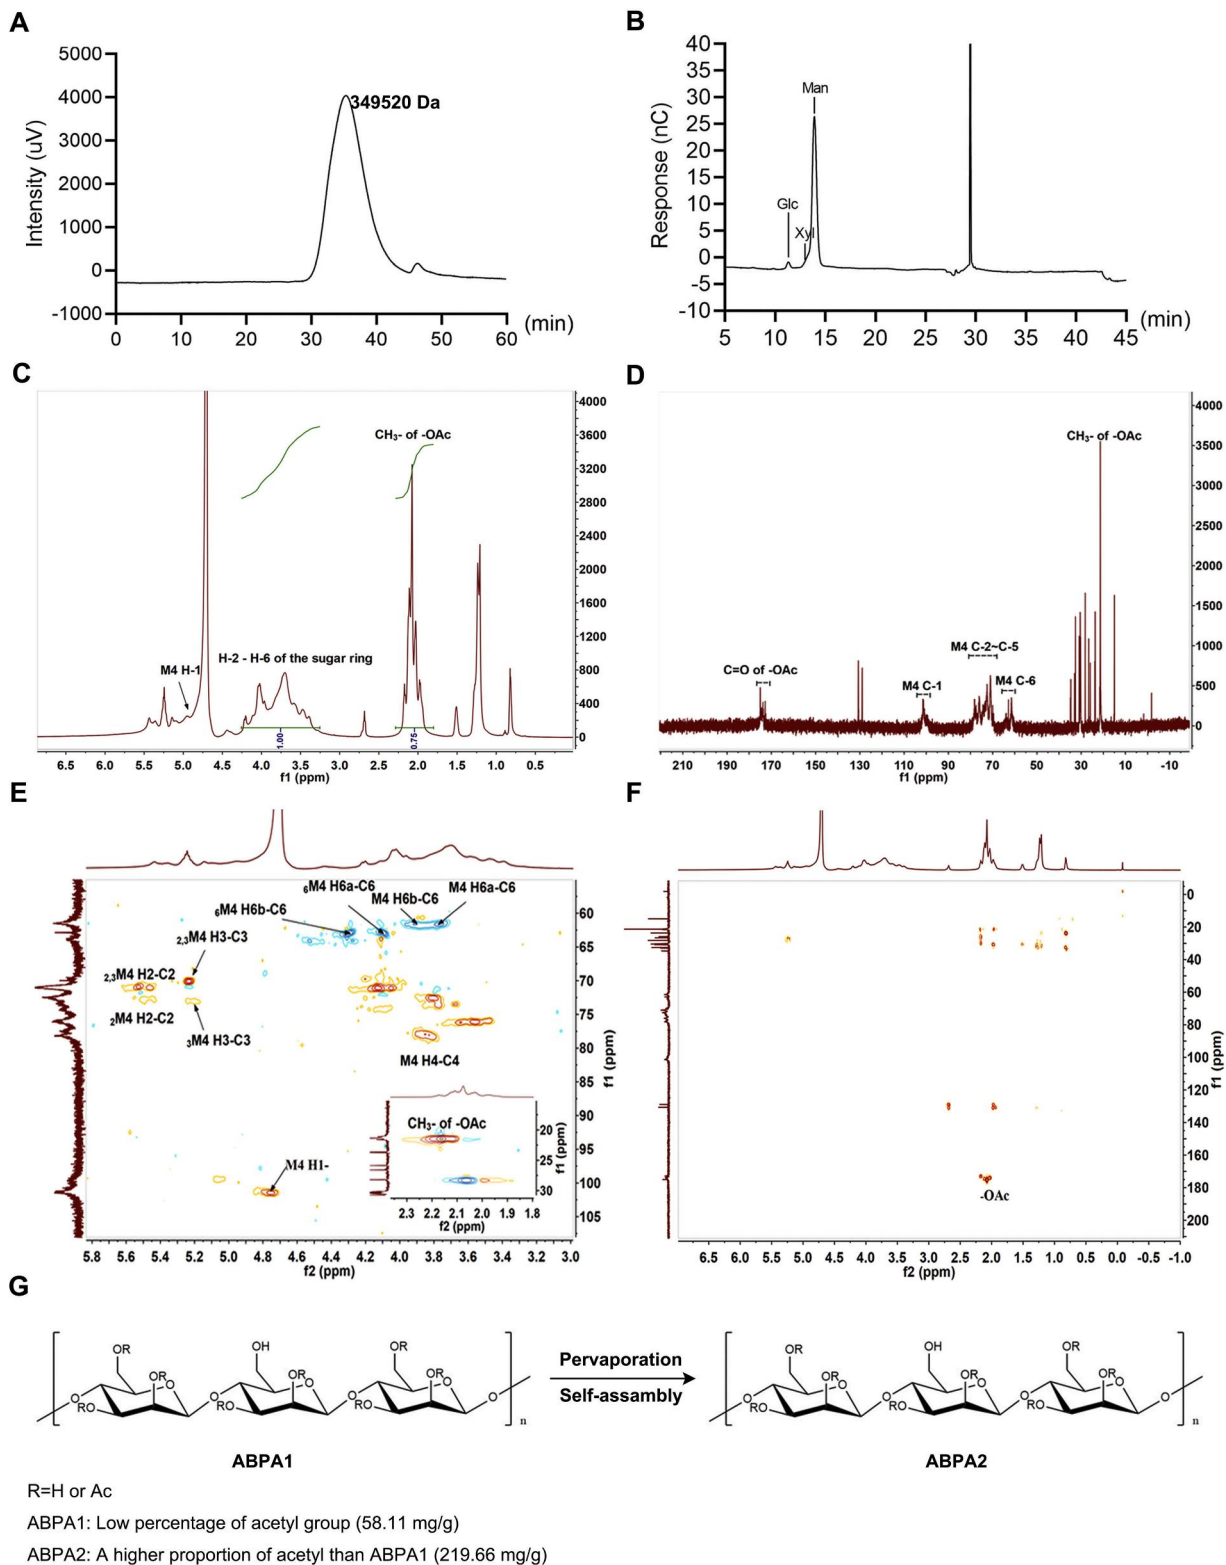 A
5000
4000
3000
2000
1000
0
-1000
Intensity (uV)
349520 Da
0 10 20 30 40 50 60
(min)
B
40
35
30
25
20
15
10
5
0
-5
-10
Response (nC)
Man
Glc
Xyl
5 10 15 20 25 30 35 40 45
(min)
C
CH₃- of -OAc
M4 H-1
H-2 - H-6 of the sugar ring
1.00
0.75
4000
3600
3200
2800
2400
2000
1600
1200
800
400
0
6.5 6.0 5.5 5.0 4.5 4.0 3.5 3.0 2.5 2.0 1.5 1.0 0.5
f1 (ppm)
D
CH₃- of -OAc
C=O of -OAc
M4 C-1
M4 C-2~C-5
M4 C-6
4000
3500
3000
2500
2000
1500
1000
500
0
210 190 170 150 130 110 90 70 50 30 10 -10
f1 (ppm)
E
₆M4 H6a-C6
M4 H6a-C6
M4 H6b-C6
₆M4 H6b-C6
₂,₃M4 H3-C3
₂,₃M4 H2-C2
₂M4 H2-C2
₃M4 H3-C3
M4 H4-C4
CH₃- of -OAc
M4 H1-
20
25
30
f1 (ppm)
2.3 2.2 2.1 2.0 1.9 1.8
f2 (ppm)
60
65
70
75
80
85
90
95
100
105
f1 (ppm)
5.8 5.6 5.4 5.2 5.0 4.8 4.6 4.4 4.2 4.0 3.8 3.6 3.4 3.2 3.0
f2 (ppm)
F
-OAc
0
20
40
60
80
100
120
140
160
180
200
f1 (ppm)
6.5 6.0 5.5 5.0 4.5 4.0 3.5 3.0 2.5 2.0 1.5 1.0 0.5 0.0 -0.5 -1.0
f2 (ppm)
G
OR OH OR
OR OR OR
O O O O O O O
RO RO RO
n
ABPA1
Pervaporation
Self-assembly
OR OH OR
OR OR OR
O O O O O O O
RO RO RO
n
ABPA2
R=H or Ac
ABPA1: Low percentage of acetyl group (58.11 mg/g)
ABPA2: A higher proportion of acetyl than ABPA1 (219.66 mg/g)